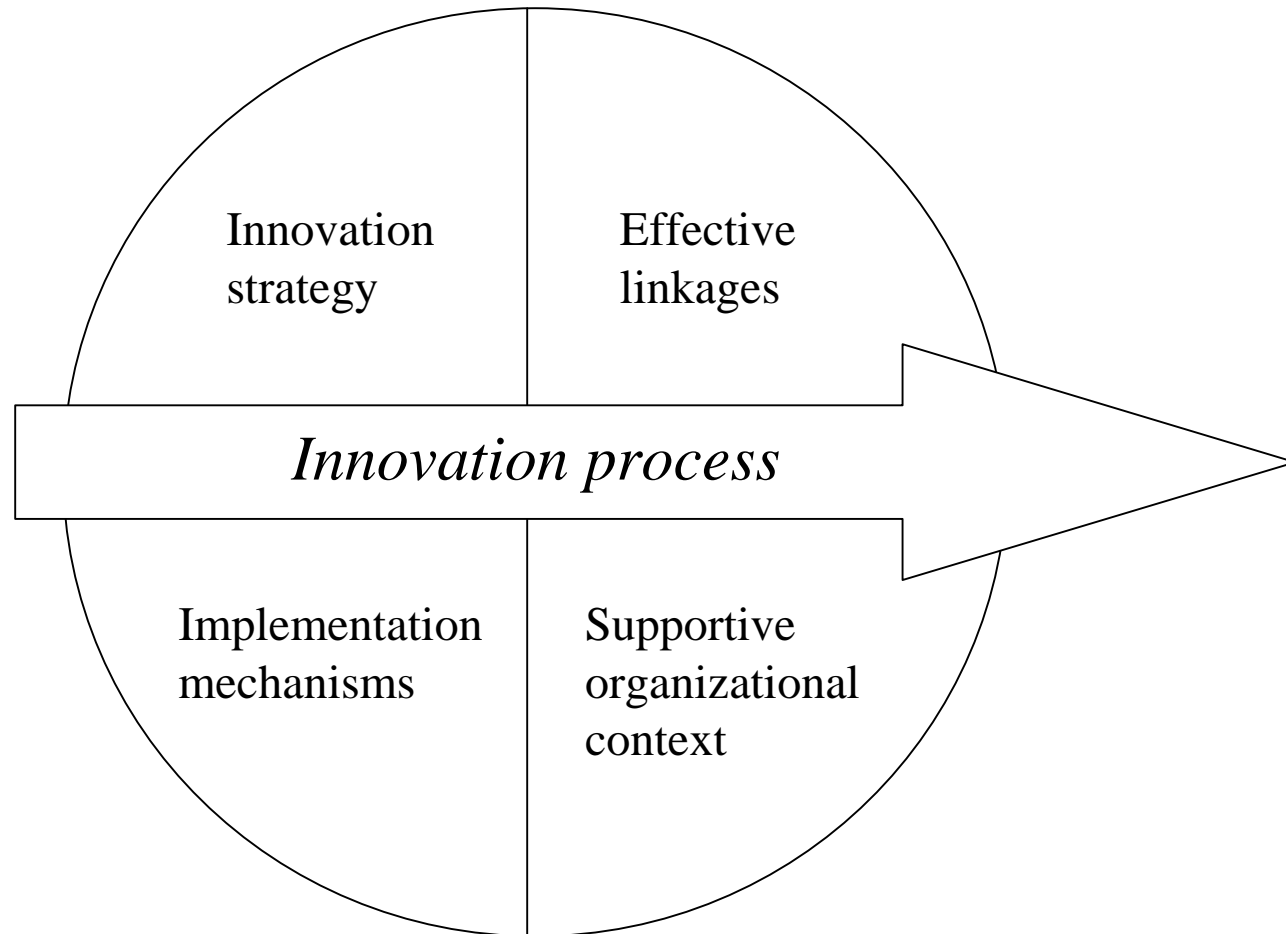 Innovation
strategy
Effective
linkages
Innovation process
Implementation
mechanisms
Supportive
organizational
context